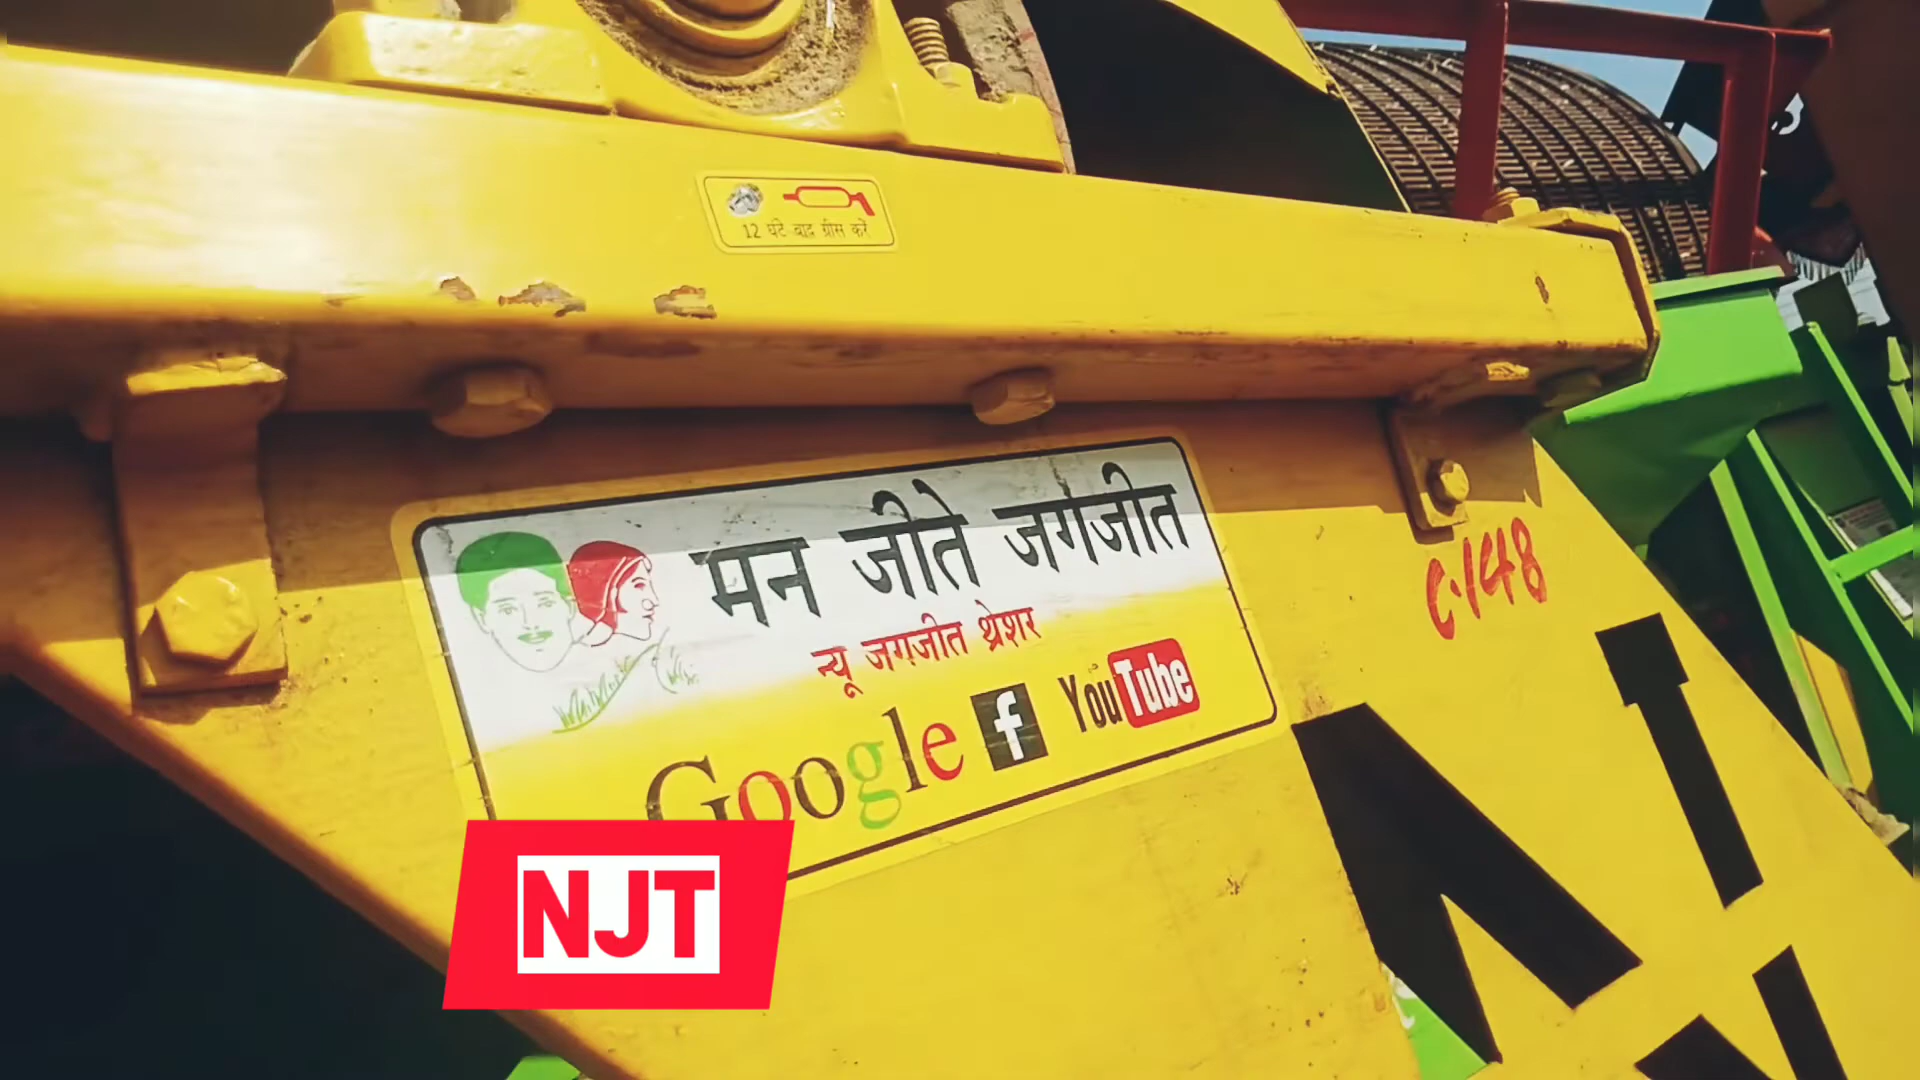 12 घंटे बाद ग्रीस करें
मन जीते जगजीत
न्यू जगजीत थ्रेशर
Google f YouTube
C-148
NJT